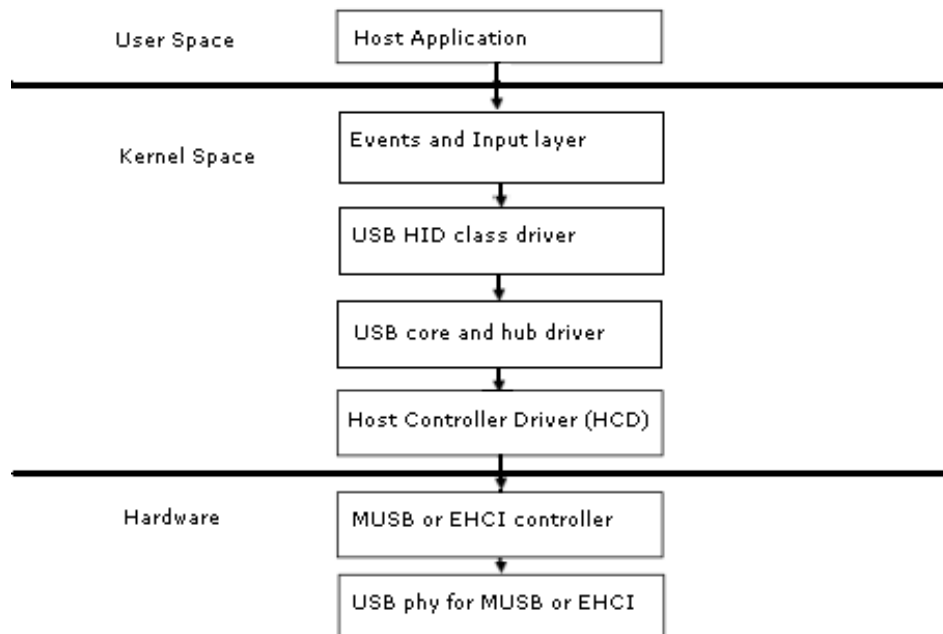 User Space
Host Application
Events and Input layer
Kernel Space
USB HID class driver
USB core and hub driver
Host Controller Driver (HCD)
Hardware
MUSB or EHCI controller
USB phy for MUSB or EHCI